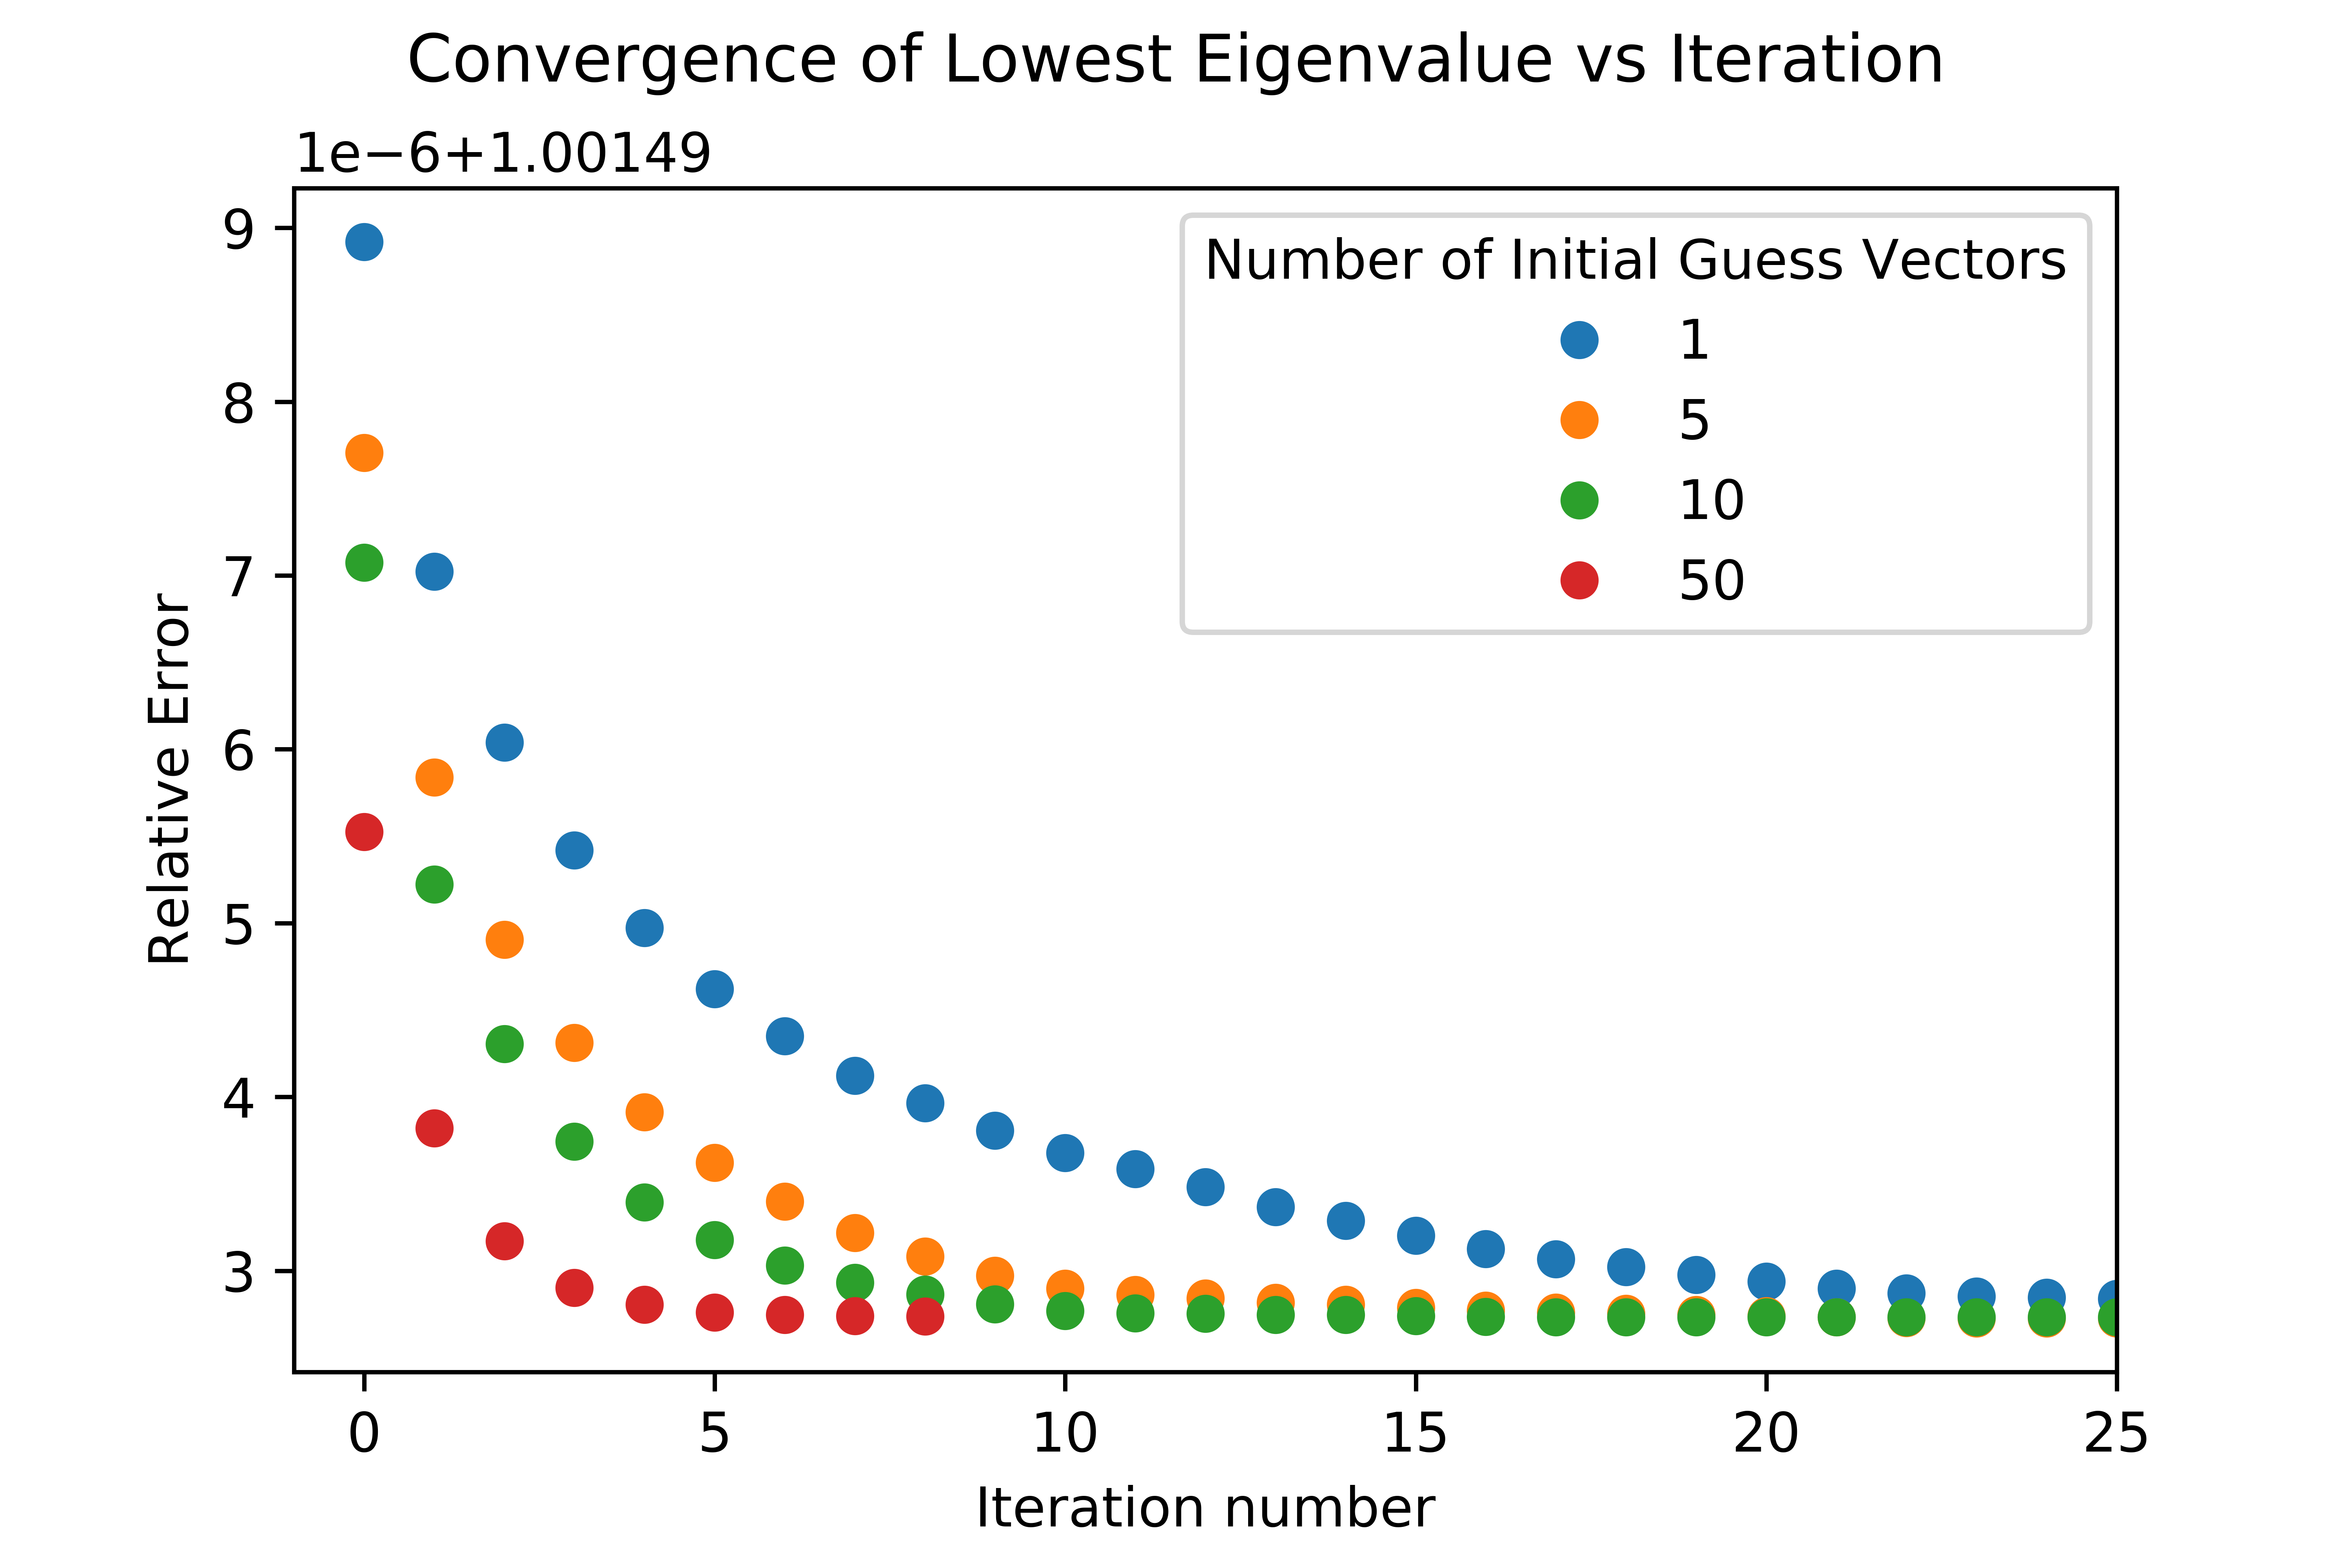 Convergence of Lowest Eigenvalue vs Iteration
1e−6+1.00149
9
8
7
6
5
4
3
Relative Error
Number of Initial Guess Vectors
1
5
10
50
0 5 10 15 20 25
Iteration number